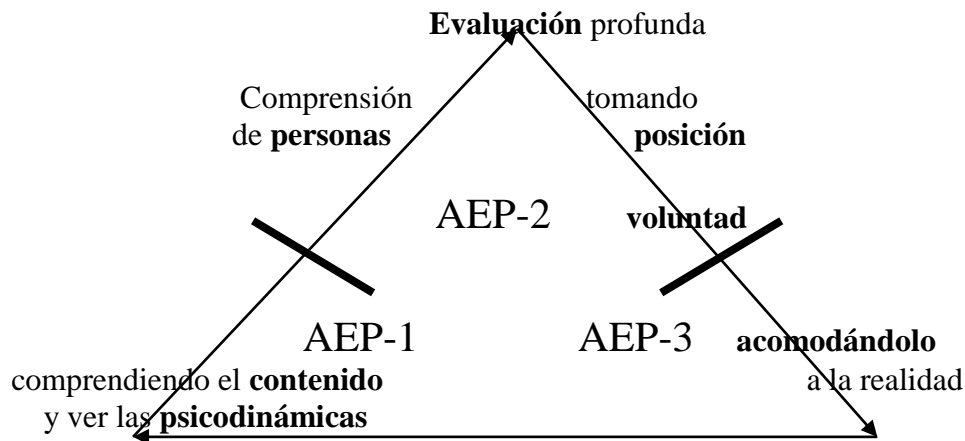 Evaluación profunda
Comprensión
de personas
tomando
posición
AEP-2
voluntad
AEP-1
AEP-3
acomodándolo
a la realidad
comprendiendo el contenido
y ver las psicodinámicas